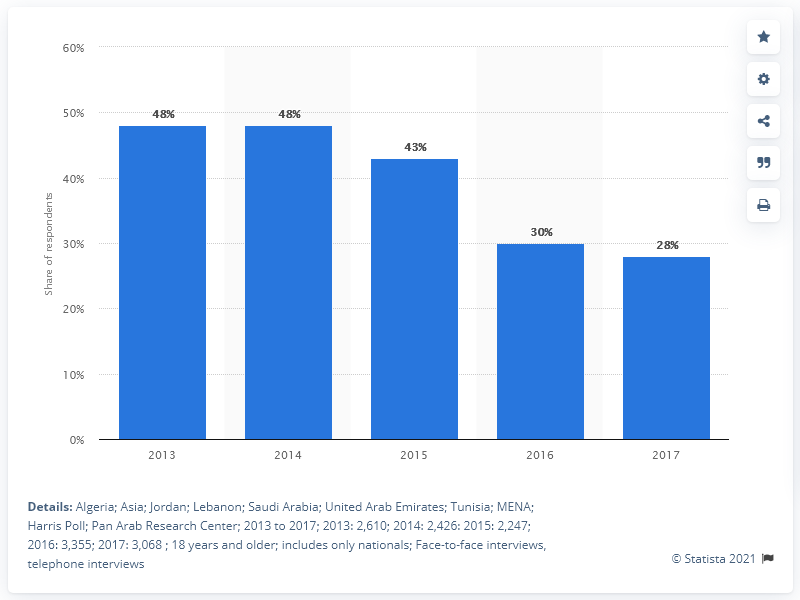 60%
50%
40%
30%
20%
10%
0%
Share of respondents
48%
48%
43%
30%
28%
2013
2014
2015
2016
2017
Details: Algeria; Asia; Jordan; Lebanon; Saudi Arabia; United Arab Emirates; Tunisia; MENA;
Harris Poll; Pan Arab Research Center; 2013 to 2017; 2013: 2,610; 2014: 2,426: 2015: 2,247;
2016: 3,355; 2017: 3,068 ; 18 years and older; includes only nationals; Face-to-face interviews,
telephone interviews
© Statista 2021